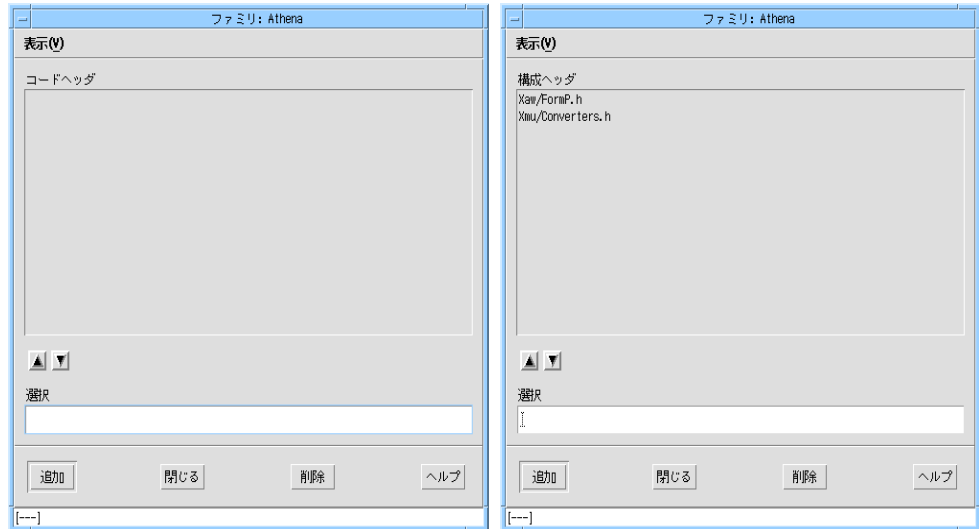 ファミリ: Athena
表示(V)
コードヘッダ
選択
追加 閉じる 削除 ヘルプ
[---]
ファミリ: Athena
表示(V)
構成ヘッダ
Xaw/FormP.h
Xmu/Converters.h
選択
追加 閉じる 削除 ヘルプ
[---]